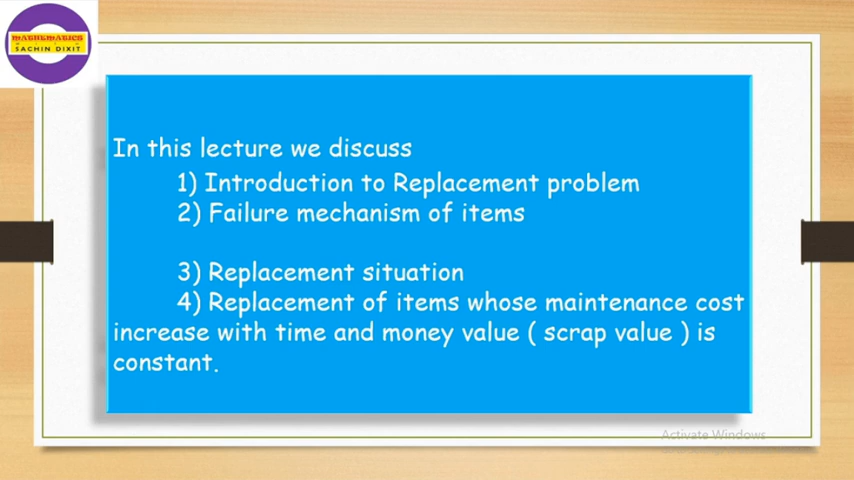 MATHEMATICS
SACHIN DIXIT
In this lecture we discuss
1) Introduction to Replacement problem
2) Failure mechanism of items
3) Replacement situation
4) Replacement of items whose maintenance cost
increase with time and money value ( scrap value ) is
constant.
Activate Windows